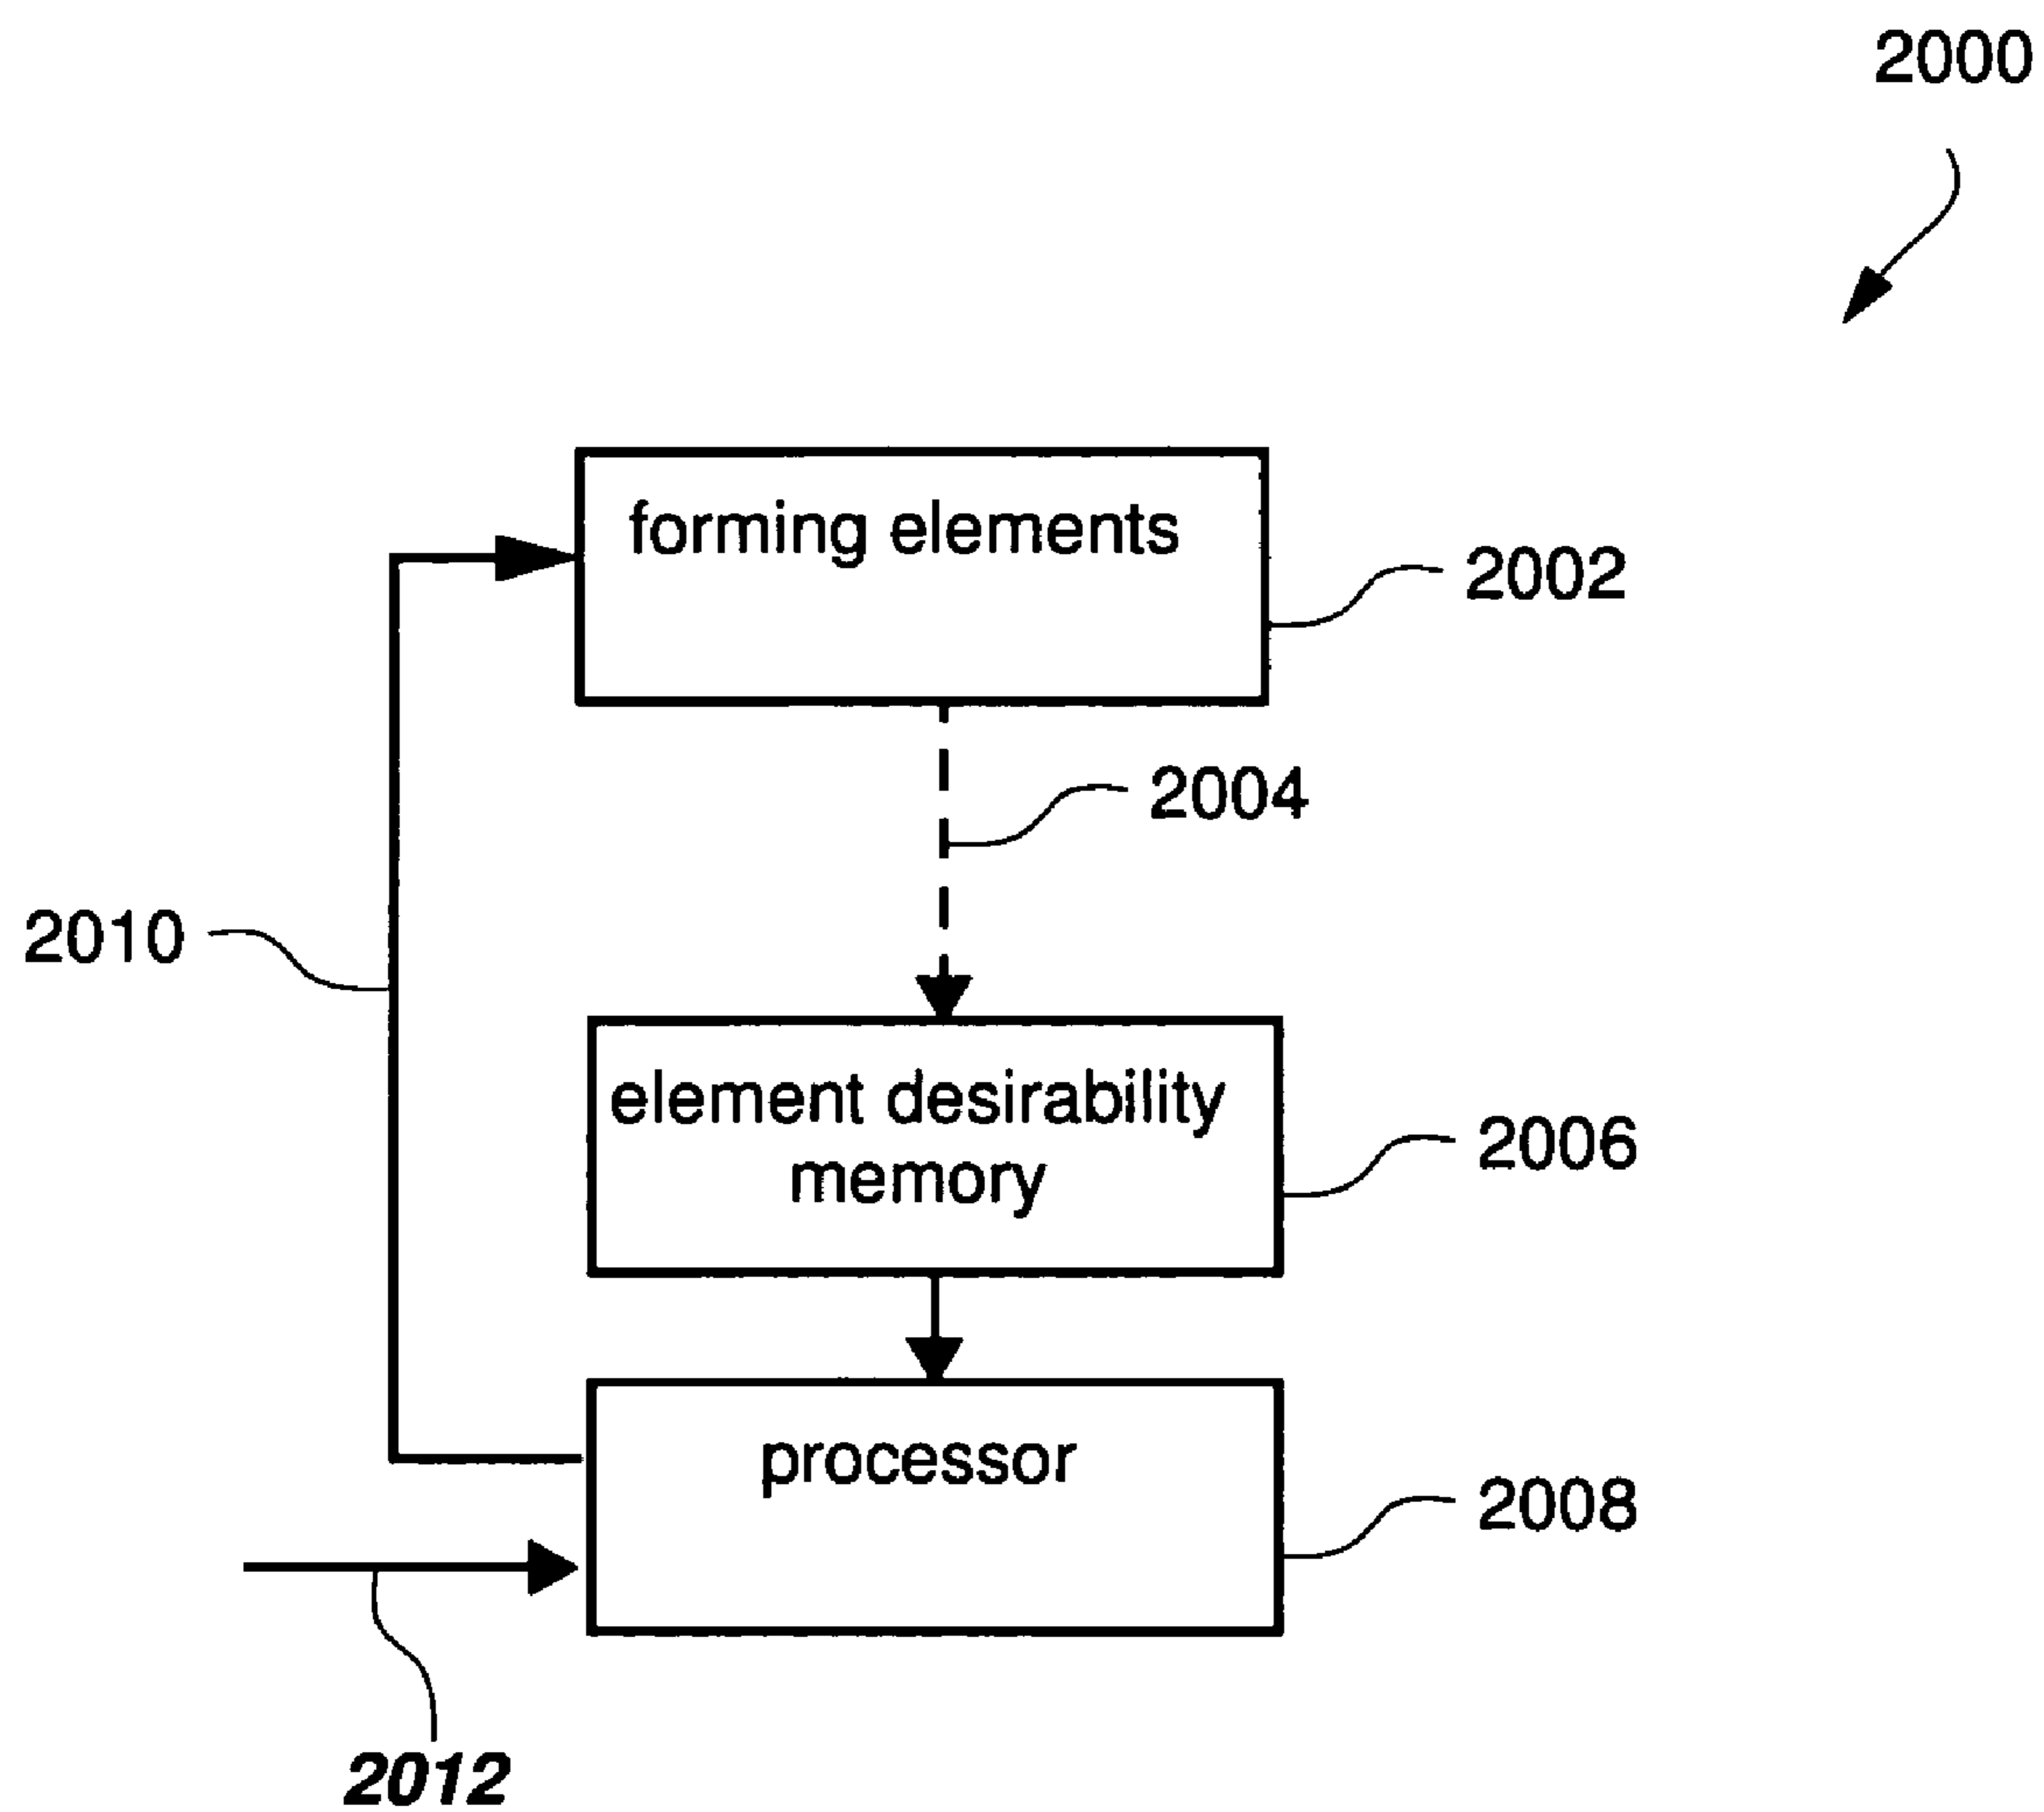 2000
forming elements
2002
2004
2010
element desirability
memory
2006
processor
2008
2012